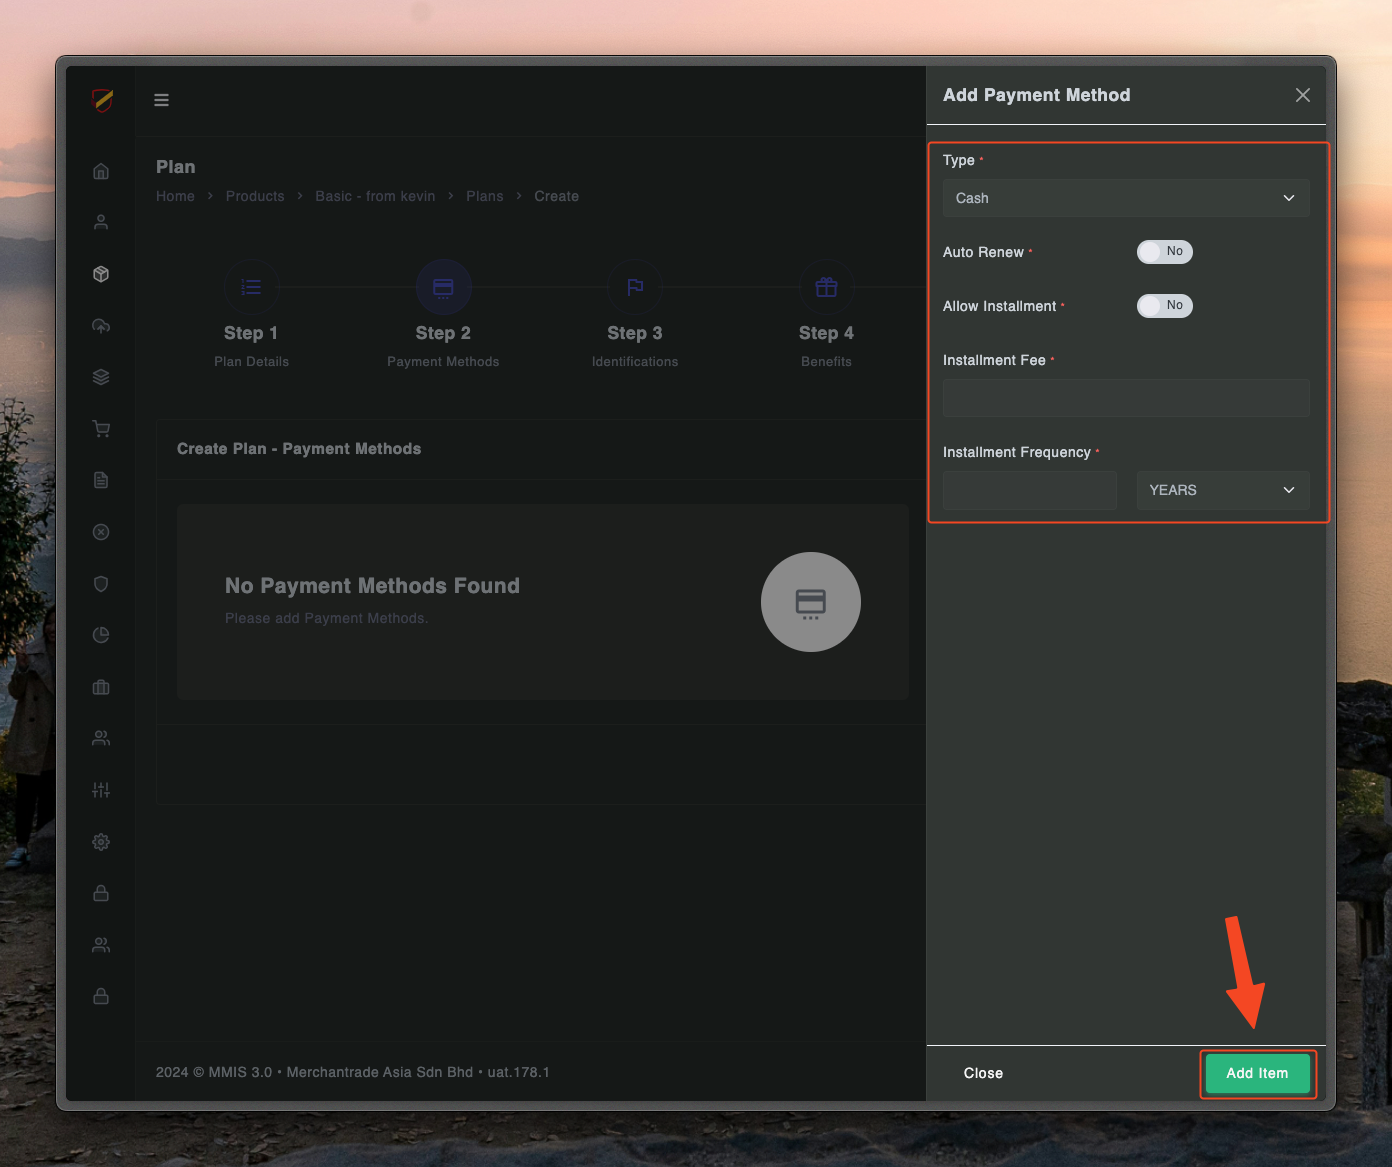 Plan
Home > Products > Basic - from kevin > Plans > Create
Step 1
Plan Details
Step 2
Payment Methods
Step 3
Identifications
Step 4
Benefits
Create Plan - Payment Methods
No Payment Methods Found
Please add Payment Methods.
2024 © MMIS 3.0 • Merchantrade Asia Sdn Bhd • uat.178.1
Add Payment Method
Type *
Cash
Auto Renew *
No
Allow Installment *
No
Installment Fee *
Installment Frequency *
YEARS
Close
Add Item